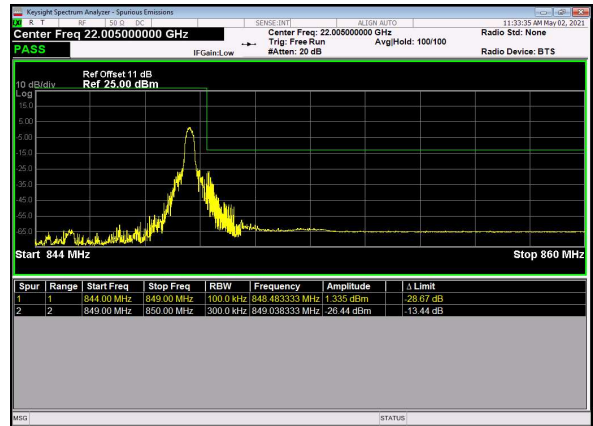 Keysight Spectrum Analyzer - Spurious Emissions
LXI R T RF 50 Ω DC SENSE:INT ALIGN AUTO 11:33:35 AM May 02, 2021
Center Freq 22.005000000 GHz Center Freq: 22.005000000 GHz Radio Std: None
Trig: Free Run Avg|Hold: 100/100
PASS IFGain:Low #Atten: 20 dB Radio Device: BTS
Ref Offset 11 dB
10 dB/div Ref 25.00 dBm
Log
15.0
5.00
-5.00
-15.0
-25.0
-35.0
-45.0
-55.0
-65.0
Start 844 MHz Stop 860 MHz
Spur Range Start Freq Stop Freq RBW Frequency Amplitude Δ Limit
1 1 844.00 MHz 849.00 MHz 100.0 kHz 848.483333 MHz 1.335 dBm -28.67 dB
2 2 849.00 MHz 850.00 MHz 300.0 kHz 849.038333 MHz -26.44 dBm -13.44 dB
MSG STATUS